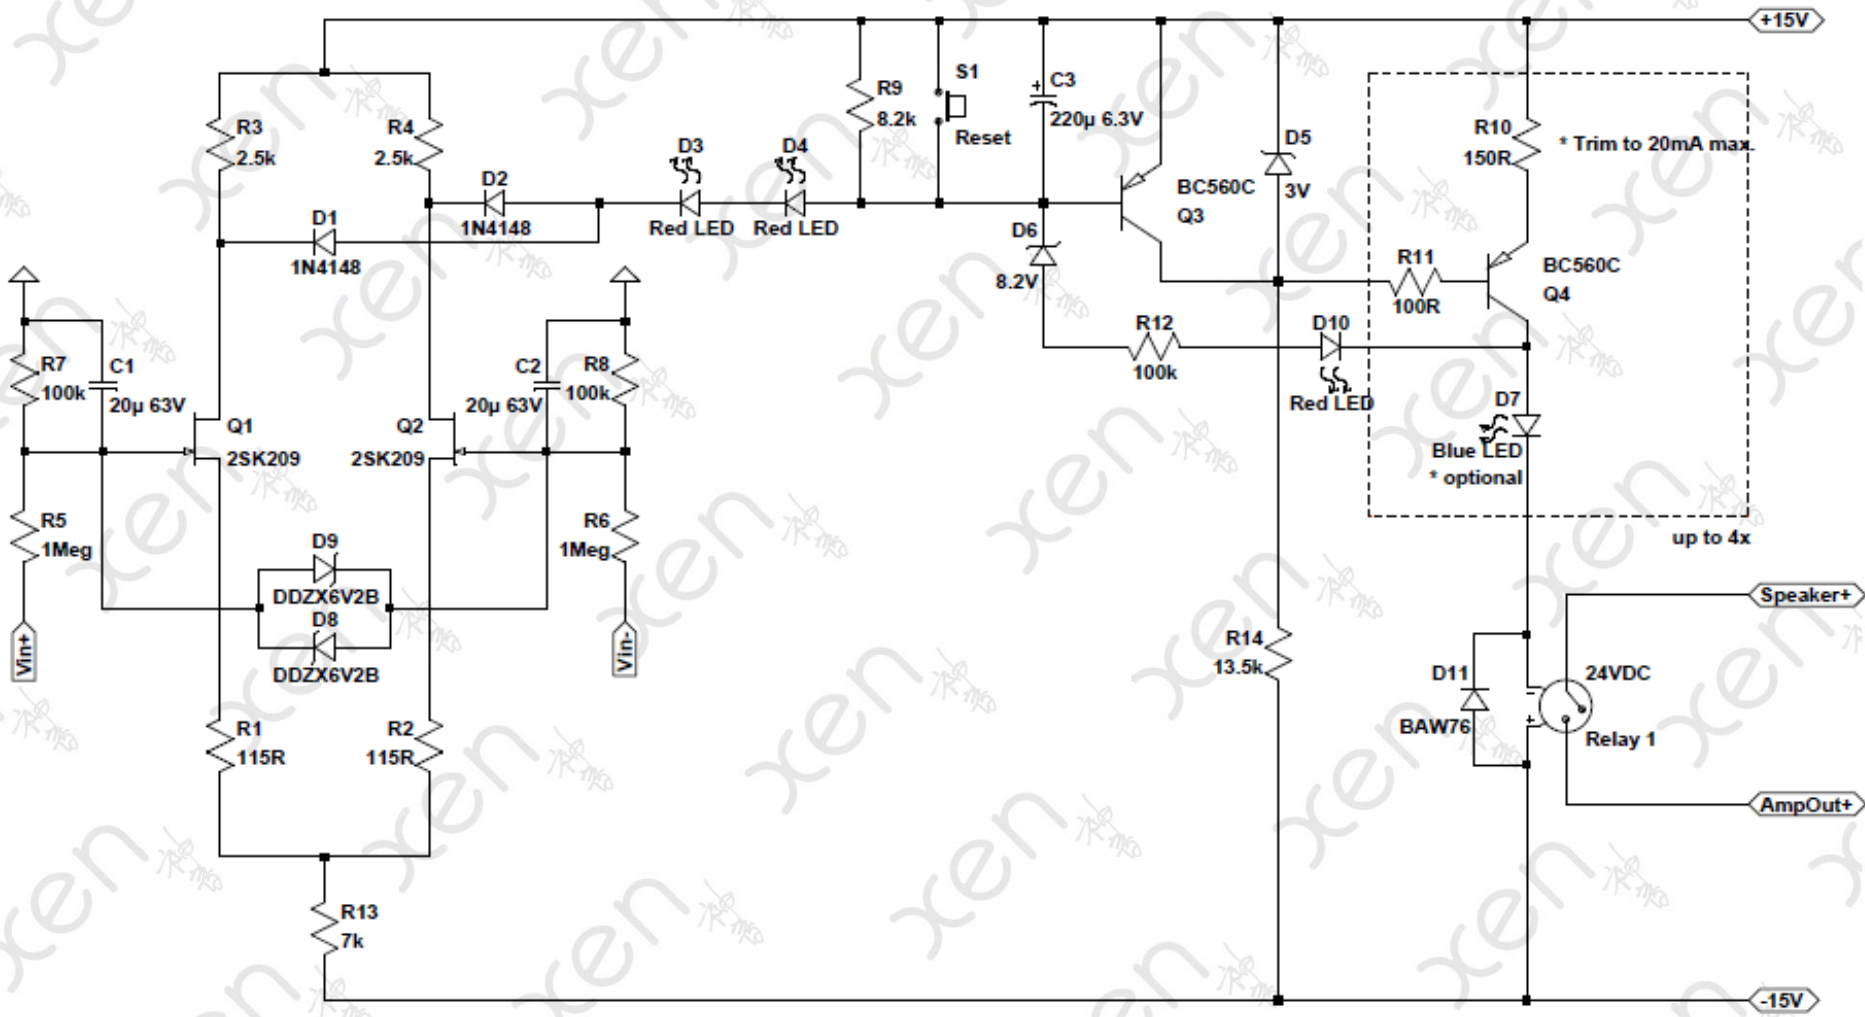 +15V
R3
2.5k
R4
2.5k
D1
1N4148
D2
1N4148
D3
Red LED
D4
Red LED
R9
8.2k
S1
Reset
C3
+
220µ 6.3V
BC560C
Q3
D5
3V
R10
150R
* Trim to 20mA max.
D6
8.2V
R11
100R
BC560C
Q4
R12
100k
D10
Red LED
D7
Blue LED
* optional
up to 4x
R7
100k
C1
20µ 63V
Q1
2SK209
C2
20µ 63V
R8
100k
Q2
2SK209
R5
1Meg
R6
1Meg
D9
DDZX6V2B
D8
DDZX6V2B
Vin+
Vin-
R1
115R
R2
115R
R13
7k
R14
13.5k
D11
BAW76
24VDC
-
+
Relay 1
Speaker+
AmpOut+
-15V
xen